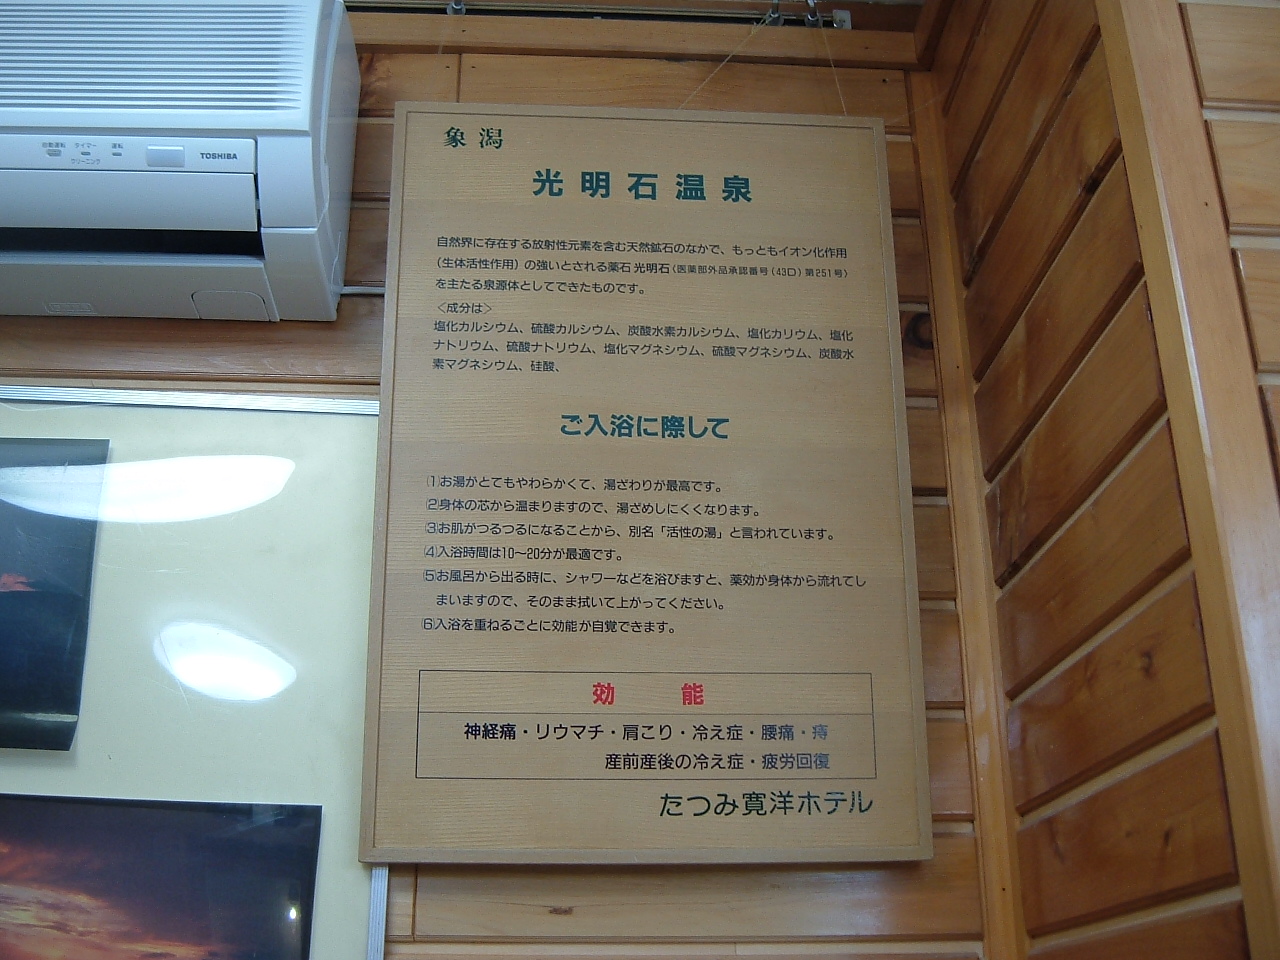 自動運転 タイマー 運転
クリーニング
TOSHIBA
象潟
光明石温泉
自然界に存在する放射性元素を含む天然鉱石のなかで、もっともイオン化作用
(生体活性作用)の強いとされる薬石 光明石(医薬部外品承認番号(43D)第251号)
を主たる泉源体としてできたものです。
〈成分は〉
塩化カルシウム、硫酸カルシウム、炭酸水素カルシウム、塩化カリウム、塩化
ナトリウム、硫酸ナトリウム、塩化マグネシウム、硫酸マグネシウム、炭酸水
素マグネシウム、硅酸、
ご入浴に際して
⑴お湯がとてもやわらかくて、湯ざわりが最高です。
⑵身体の芯から温まりますので、湯ざめしにくくなります。
⑶お肌がつるつるになることから、別名「活性の湯」と言われています。
⑷入浴時間は10〜20分が最適です。
⑸お風呂から出る時に、シャワーなどを浴びますと、薬効が身体から流れてし
まいますので、そのまま拭いて上がってください。
⑹入浴を重ねるごとに効能が自覚できます。
効能
神経痛・リウマチ・肩こり・冷え症・腰痛・痔
産前産後の冷え症・疲労回復
たつみ寛洋ホテル